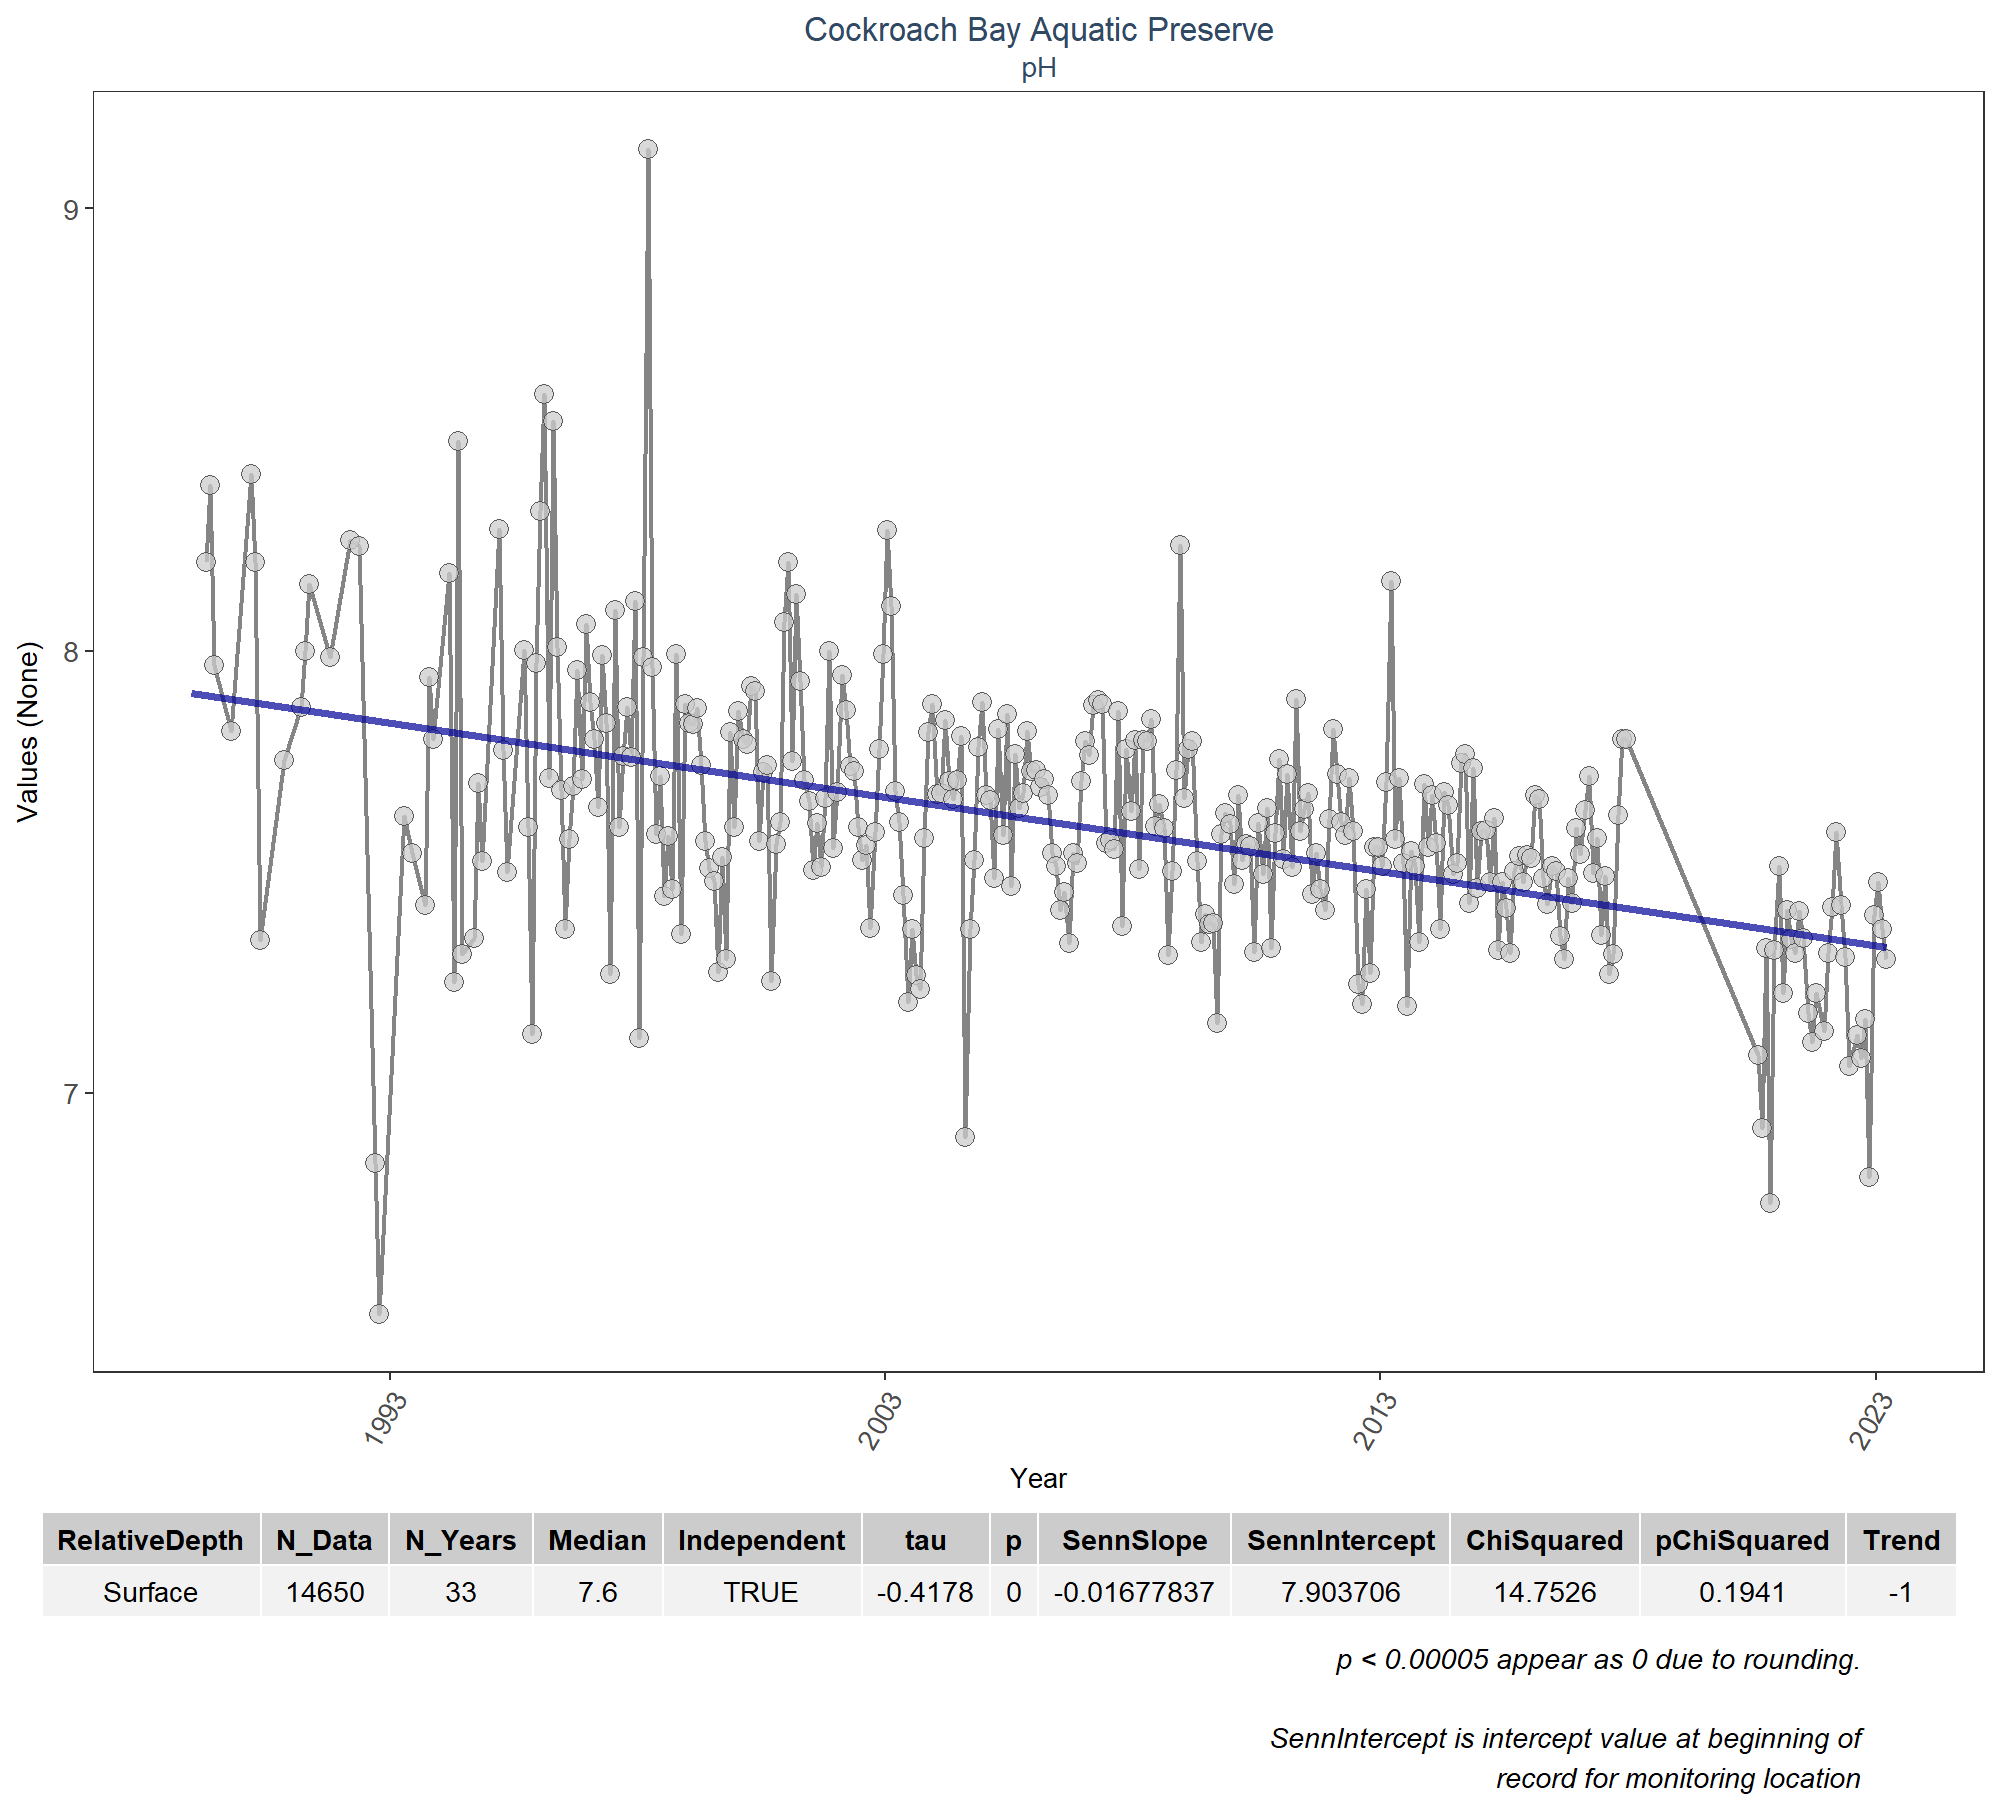 Cockroach Bay Aquatic Preserve
pH
Values (None)
9
8
7
1993
2003
2013
2023
Year
RelativeDepth N_Data N_Years Median Independent tau p SennSlope SennIntercept ChiSquared pChiSquared Trend
Surface 14650 33 7.6 TRUE -0.4178 0 -0.01677837 7.903706 14.7526 0.1941 -1
p < 0.00005 appear as 0 due to rounding.
SennIntercept is intercept value at beginning of
record for monitoring location